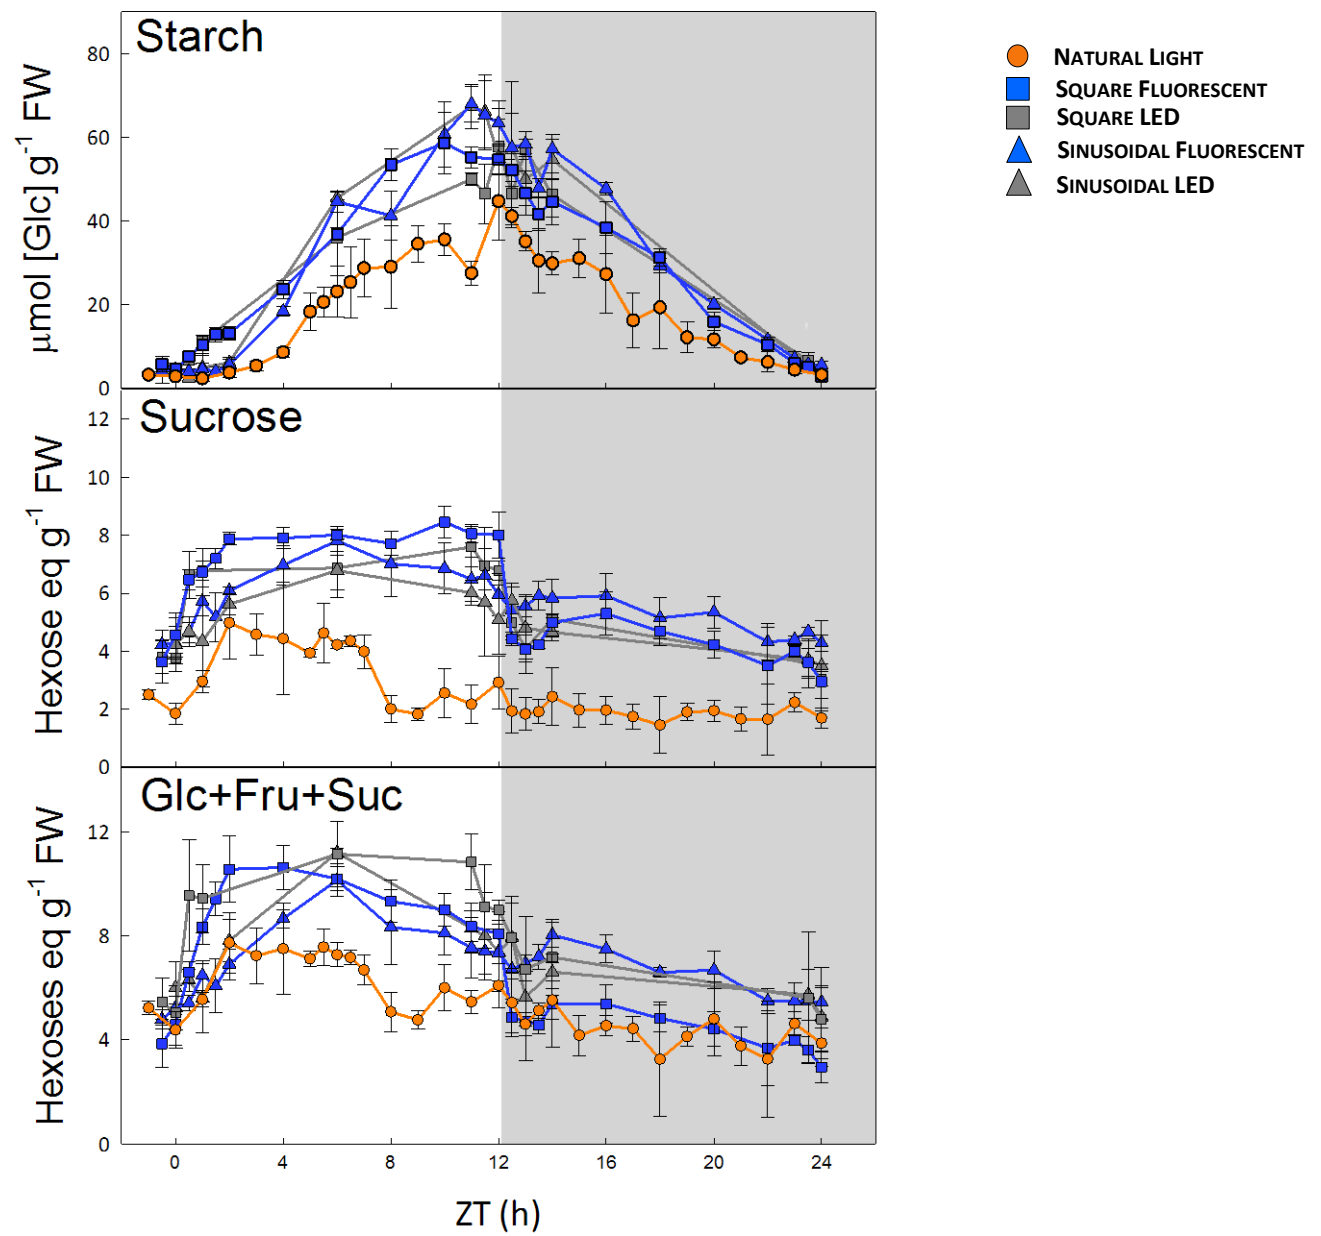 Starch
80
60
40
20
0
µmol [Glc] g⁻¹ FW
NATURAL LIGHT
SQUARE FLUORESCENT
SQUARE LED
SINUSOIDAL FLUORESCENT
SINUSOIDAL LED
Sucrose
12
10
8
6
4
2
0
Hexose eq g⁻¹ FW
Glc+Fru+Suc
12
8
4
0
Hexoses eq g⁻¹ FW
0 4 8 12 16 20 24
ZT (h)